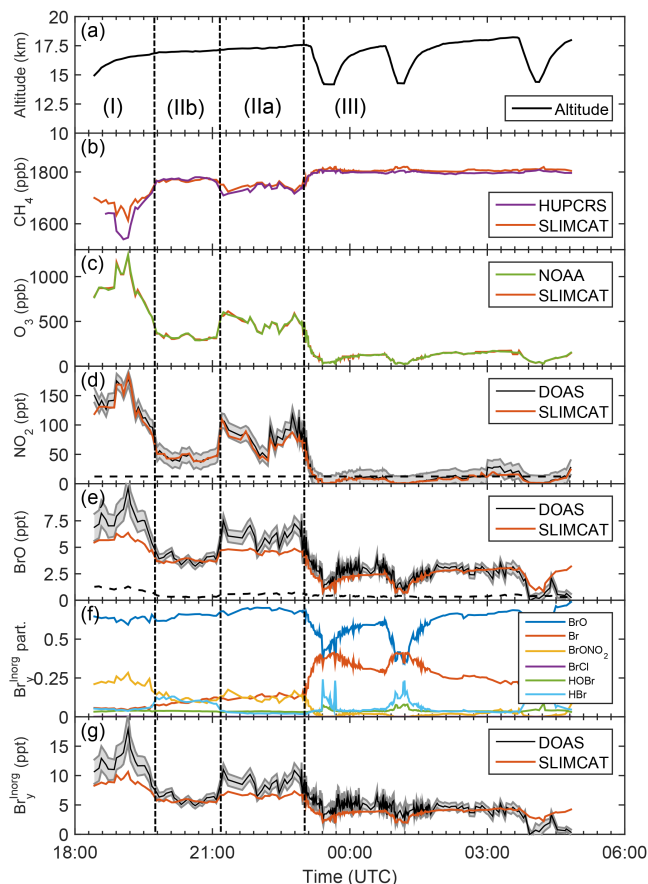 (a)
Altitude (km)
10
12.5
15
17.5
20
(I)
(IIb)
(IIa)
(III)
Altitude
(b)
CH4 (ppb)
1600
1800
HUPCRS
SLIMCAT
(c)
O3 (ppb)
0
500
1000
NOAA
SLIMCAT
(d)
NO2 (ppt)
0
50
100
150
DOAS
SLIMCAT
(e)
BrO (ppt)
0
2.5
5
7.5
DOAS
SLIMCAT
(f)
Bry^Inorg part.
0
0.5
0.25
BrO
Br
BrONO2
BrCl
HOBr
HBr
(g)
Bry^Inorg (ppt)
0
5
10
15
DOAS
SLIMCAT
18:00
21:00
00:00
03:00
06:00
Time (UTC)